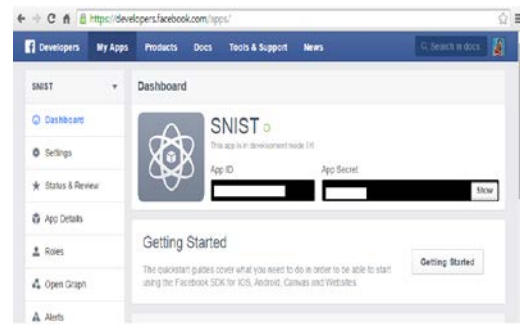 https://developers.facebook.com/apps/
Developers My Apps Products Docs Tools & Support News Search in docs
SNIST Dashboard
Dashboard
SNIST
This app is in development mode
Settings
App ID App Secret
Status & Review
Show
App Details
Roles
Getting Started
Getting Started
The quickstart guides cover what you need to do in order to be able to start
using the Facebook SDK for iOS, Android, Canvas and Websites.
Open Graph
Alerts